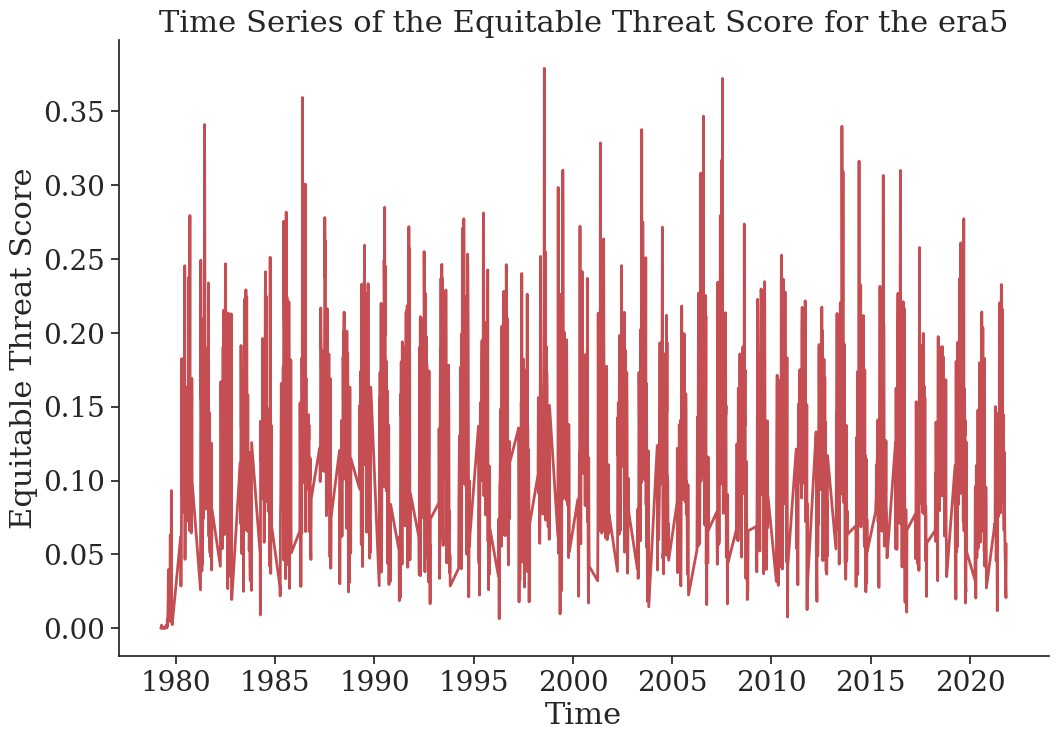 Time Series of the Equitable Threat Score for the era5
Equitable Threat Score
0.35
0.30
0.25
0.20
0.15
0.10
0.05
0.00
1980 1985 1990 1995 2000 2005 2010 2015 2020
Time